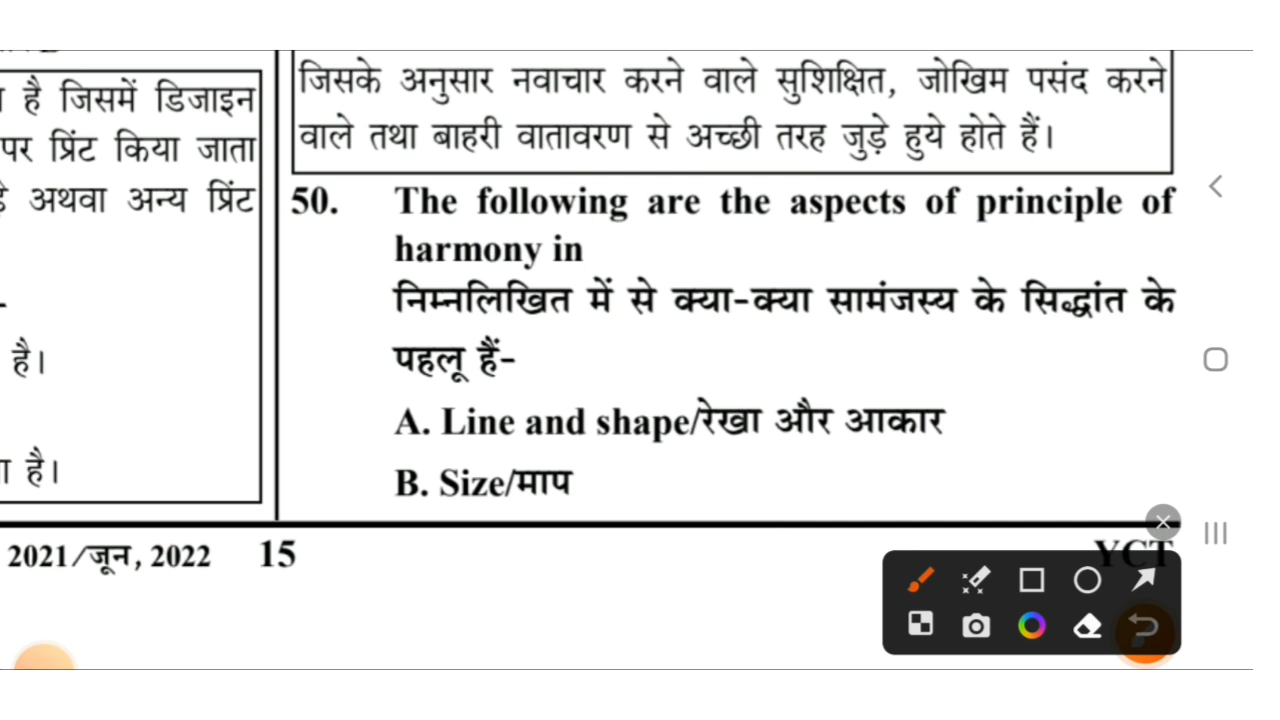 है जिसमें डिजाइन
पर प्रिंट किया जाता
अथवा अन्य प्रिंट
है।
है।
जिसके अनुसार नवाचार करने वाले सुशिक्षित, जोखिम पसंद करने
वाले तथा बाहरी वातावरण से अच्छी तरह जुड़े हुये होते हैं।
50. The following are the aspects of principle of
harmony in
निम्नलिखित में से क्या-क्या सामंजस्य के सिद्धांत के
पहलू हैं-
A. Line and shape/रेखा और आकार
B. Size/माप
2021/जून, 2022 15
YCT